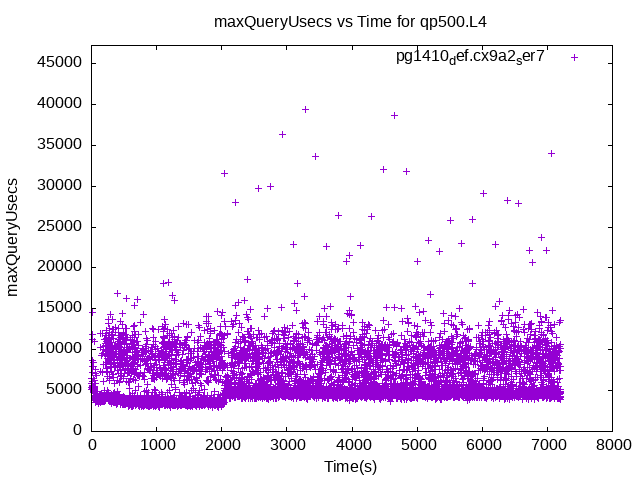 maxQueryUsecs vs Time for qp500.L4
pg1410def.cx9a2ser7
45000
40000
35000
30000
25000
20000
15000
10000
5000
0
maxQueryUsecs
0 1000 2000 3000 4000 5000 6000 7000 8000
Time(s)